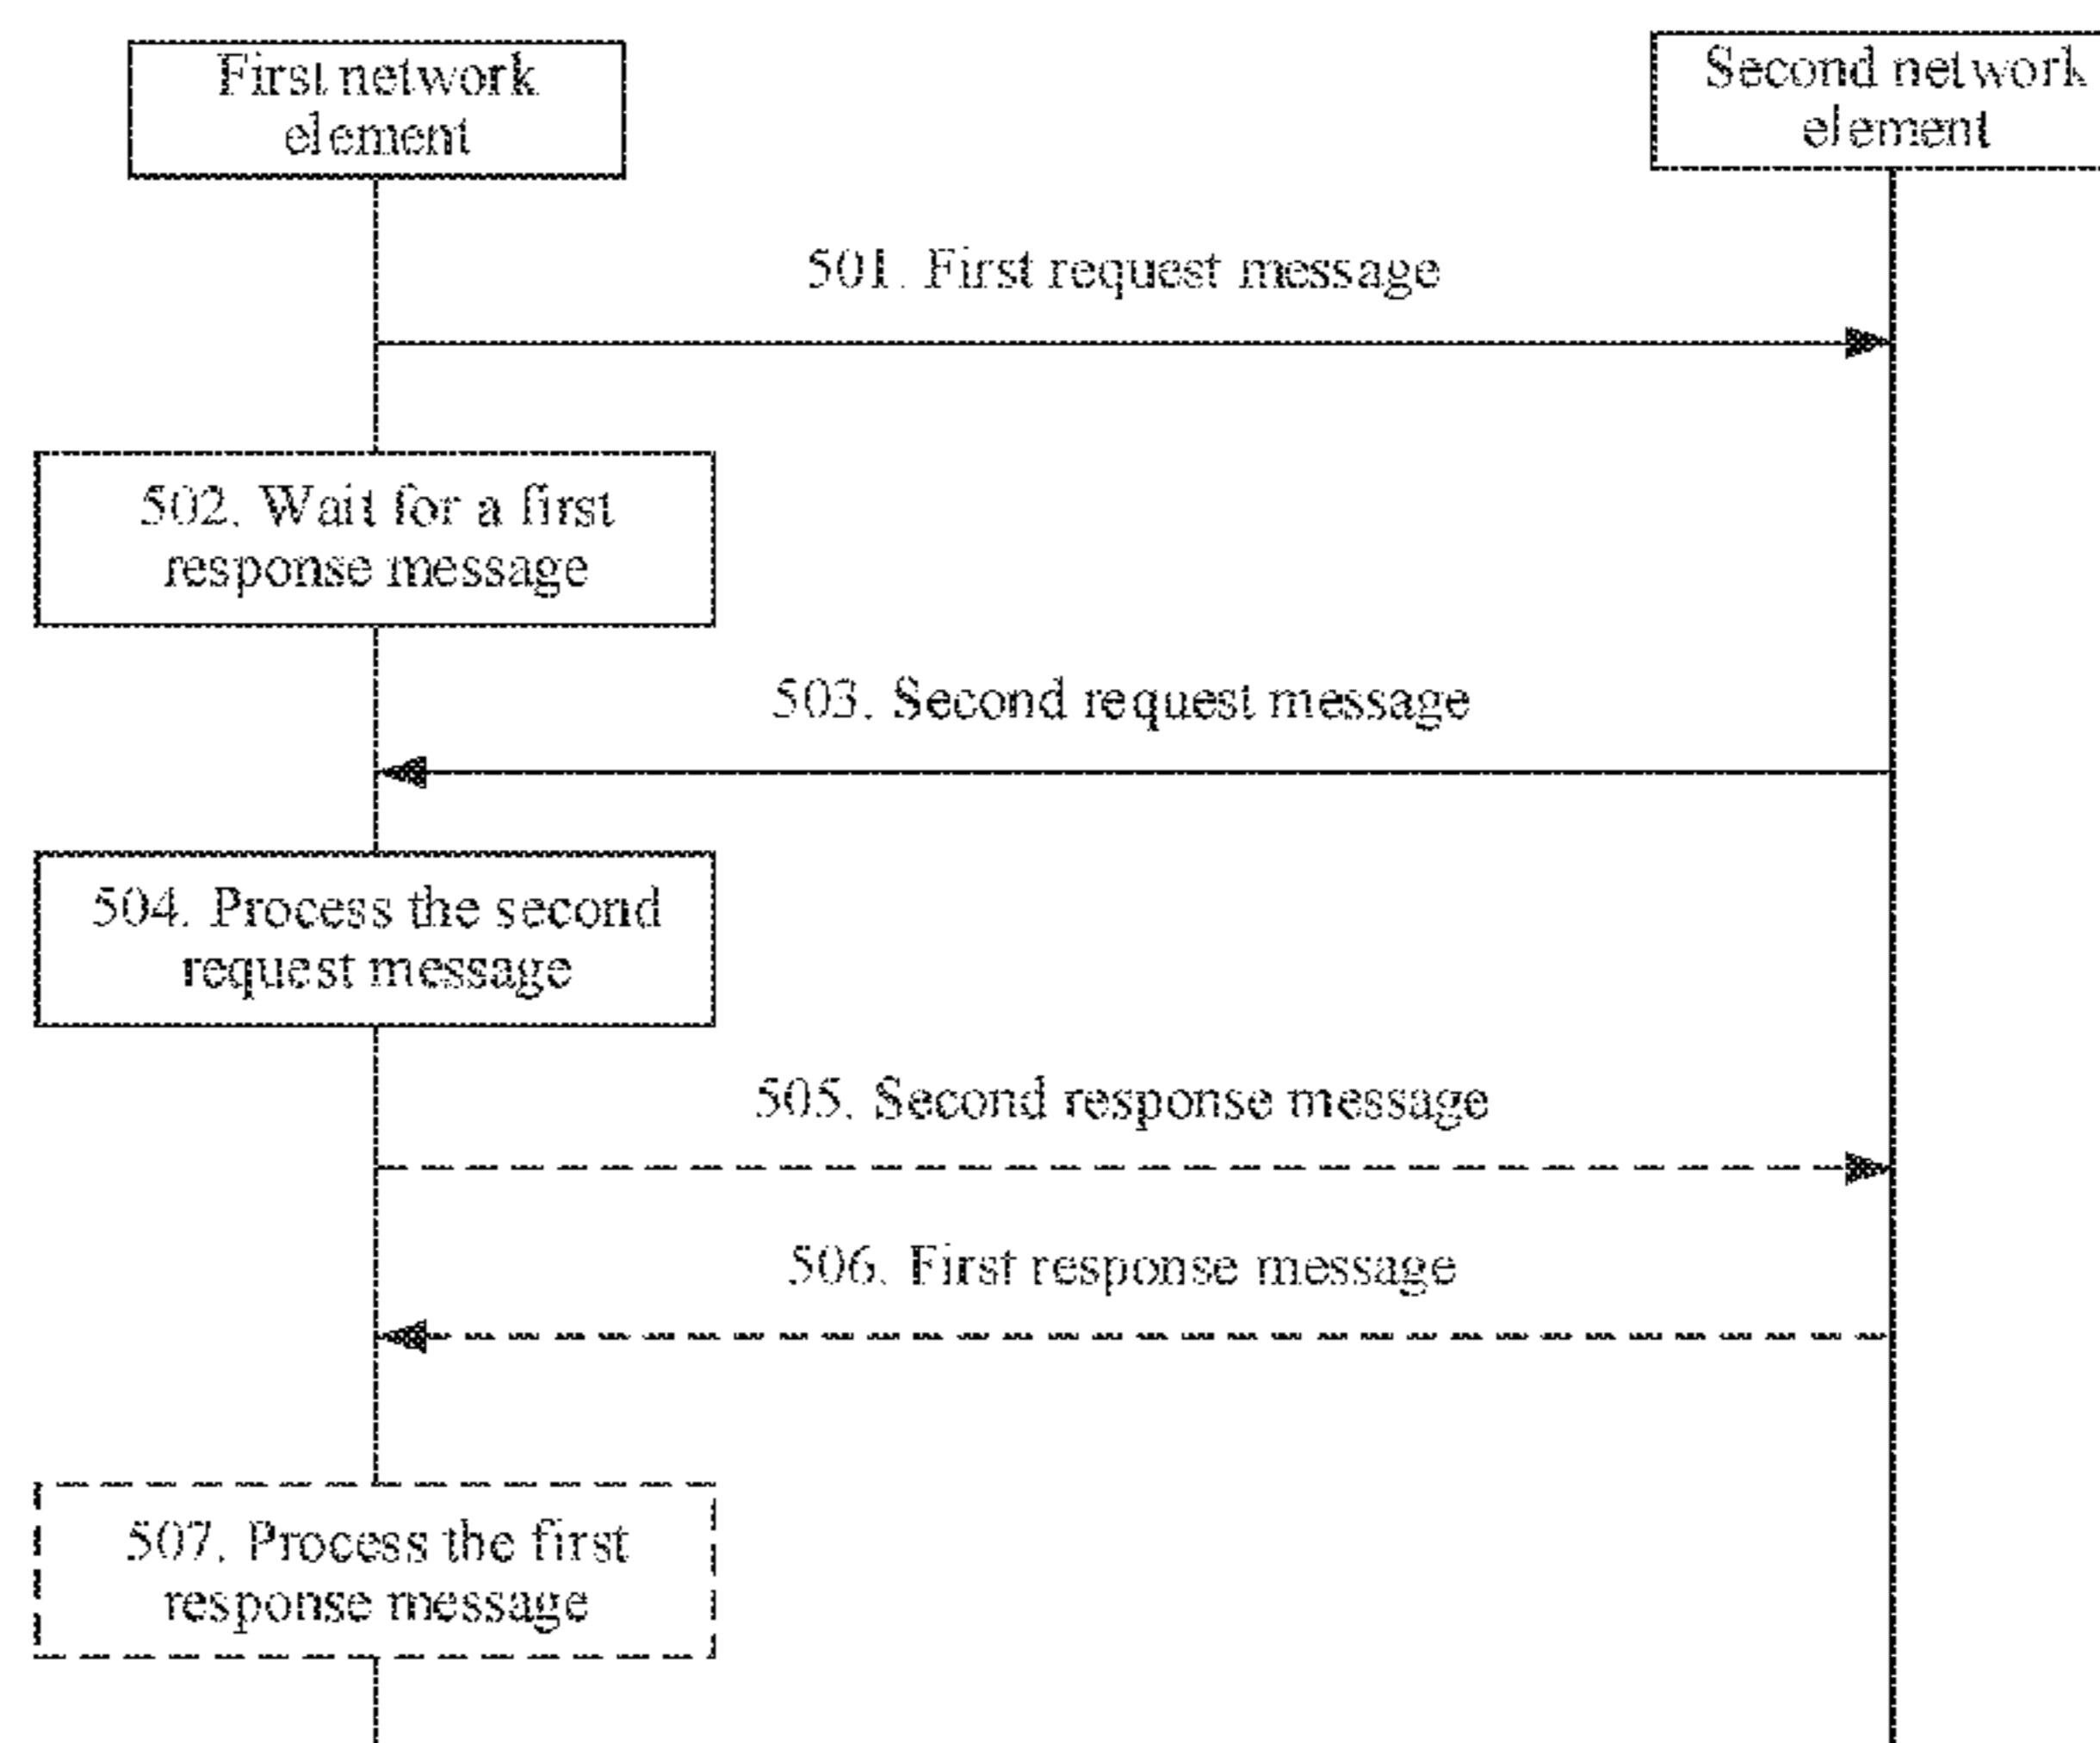 First network
element
Second network
element
501. First request message
502. Wait for a first
response message
503. Second request message
504. Process the second
request message
505. Second response message
506. First response message
507. Process the first
response message